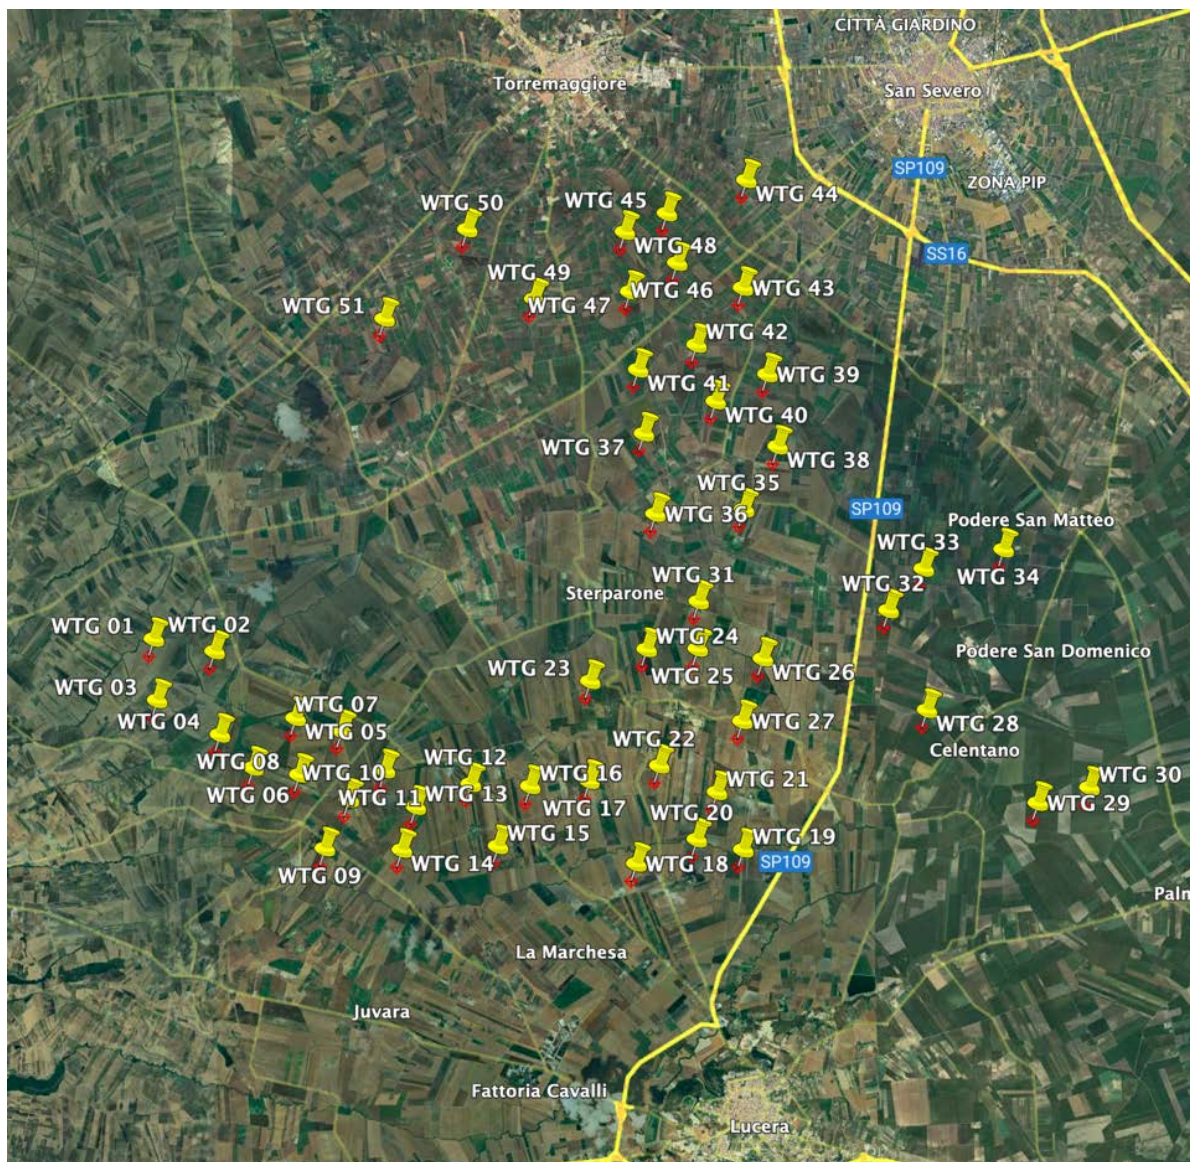 CITTÀ GIARDINO
Torremaggiore
San Severo
SP109
ZONA PIP
WTG 44
WTG 45
WTG 50
WTG 48
SS16
WTG 49
WTG 46
WTG 43
WTG 47
WTG 51
WTG 42
WTG 39
WTG 41
WTG 40
WTG 37
WTG 38
WTG 35
SP109
WTG 36
Podere San Matteo
WTG 33
WTG 34
WTG 31
WTG 32
Sterparone
WTG 01
WTG 02
WTG 24
Podere San Domenico
WTG 23
WTG 25
WTG 26
WTG 03
WTG 07
WTG 04
WTG 27
WTG 28
WTG 05
WTG 22
Celentano
WTG 12
WTG 08
WTG 10
WTG 16
WTG 30
WTG 21
WTG 06
WTG 11
WTG 13
WTG 29
WTG 17
WTG 20
WTG 15
WTG 19
WTG 14
WTG 18
SP109
WTG 09
Paln
La Marchesa
Juvara
Fattoria Cavalli
Lucera